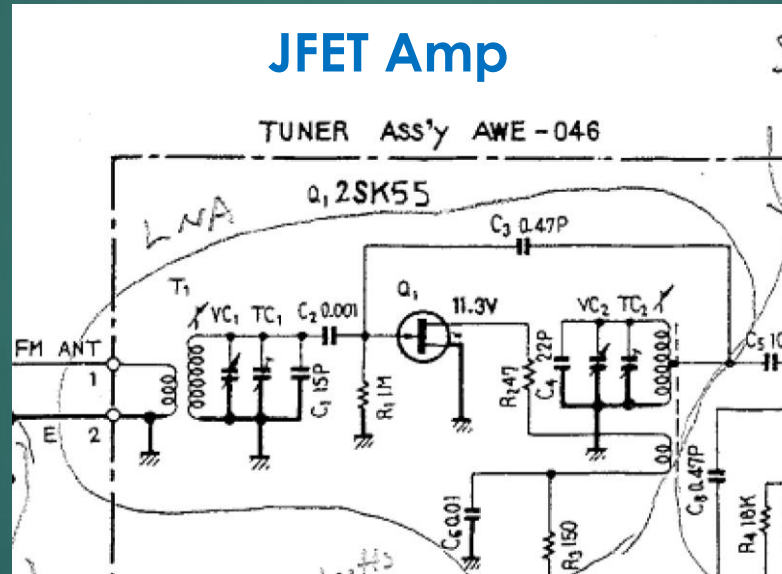 JFET Amp
TUNER ASS'y AWE-046
Q1 2SK55
LNA
C3 0.47P
T1
VC1 TC1 C2 0.001
Q1
11.3V
VC2 TC2
FM ANT
1
C1 15P
R1 1M
R2 47
C4 22P
C5 10
E 2
C6 0.01
R3 150
C8 0.47P
R4 18K